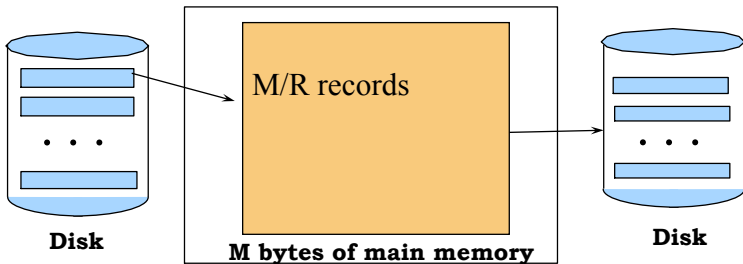 M/R records
. . .
. . .
Disk
M bytes of main memory
Disk